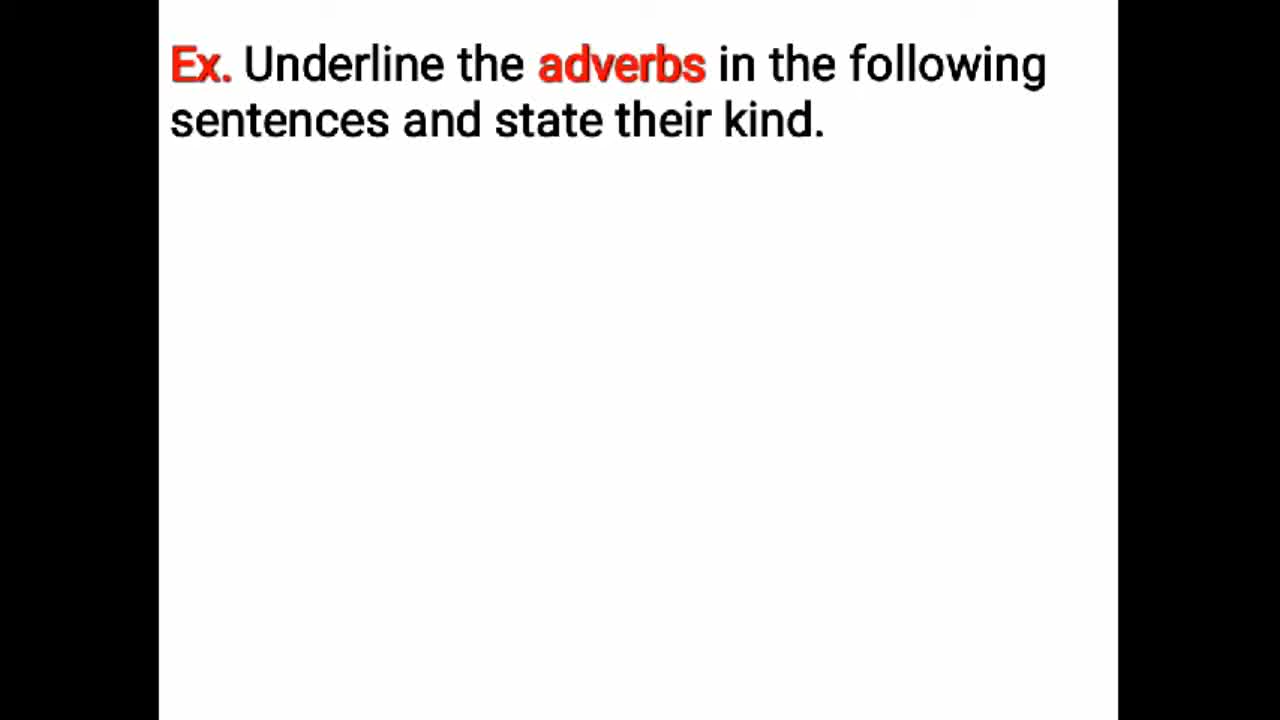 Ex. Underline the adverbs in the following
sentences and state their kind.